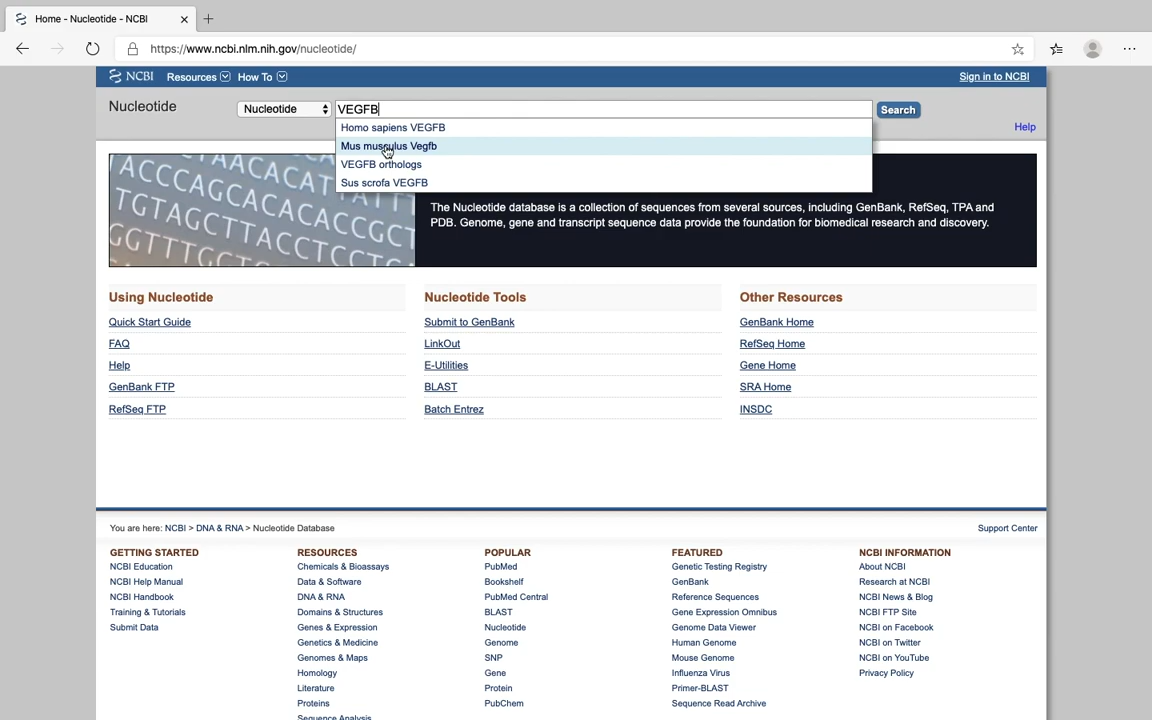 Home - Nucleotide - NCBI
https://www.ncbi.nlm.nih.gov/nucleotide/
NCBI Resources How To Sign in to NCBI
Nucleotide Nucleotide VEGFB Search
Help
Homo sapiens VEGFB
Mus musculus Vegfb
VEGFB orthologs
Sus scrofa VEGFB
ACCCAGCACACACCGCC
TGTAGCTTACCTCC
The Nucleotide database is a collection of sequences from several sources, including GenBank, RefSeq, TPA and
PDB. Genome, gene and transcript sequence data provide the foundation for biomedical research and discovery.
Using Nucleotide
Quick Start Guide
FAQ
Help
GenBank FTP
RefSeq FTP
Nucleotide Tools
Submit to GenBank
LinkOut
E-Utilities
BLAST
Batch Entrez
Other Resources
GenBank Home
RefSeq Home
Gene Home
SRA Home
INSDC
You are here: NCBI > DNA & RNA > Nucleotide Database
Support Center
GETTING STARTED
NCBI Education
NCBI Help Manual
NCBI Handbook
Training & Tutorials
Submit Data
RESOURCES
Chemicals & Bioassays
Data & Software
DNA & RNA
Domains & Structures
Genes & Expression
Genetics & Medicine
Genomes & Maps
Homology
Literature
Proteins
Sequence Analysis
POPULAR
PubMed
Bookshelf
PubMed Central
BLAST
Nucleotide
Genome
SNP
Gene
Protein
PubChem
FEATURED
Genetic Testing Registry
GenBank
Reference Sequences
Gene Expression Omnibus
Genome Data Viewer
Human Genome
Mouse Genome
Influenza Virus
Primer-BLAST
Sequence Read Archive
NCBI INFORMATION
About NCBI
Research at NCBI
NCBI News & Blog
NCBI FTP Site
NCBI on Facebook
NCBI on Twitter
NCBI on YouTube
Privacy Policy